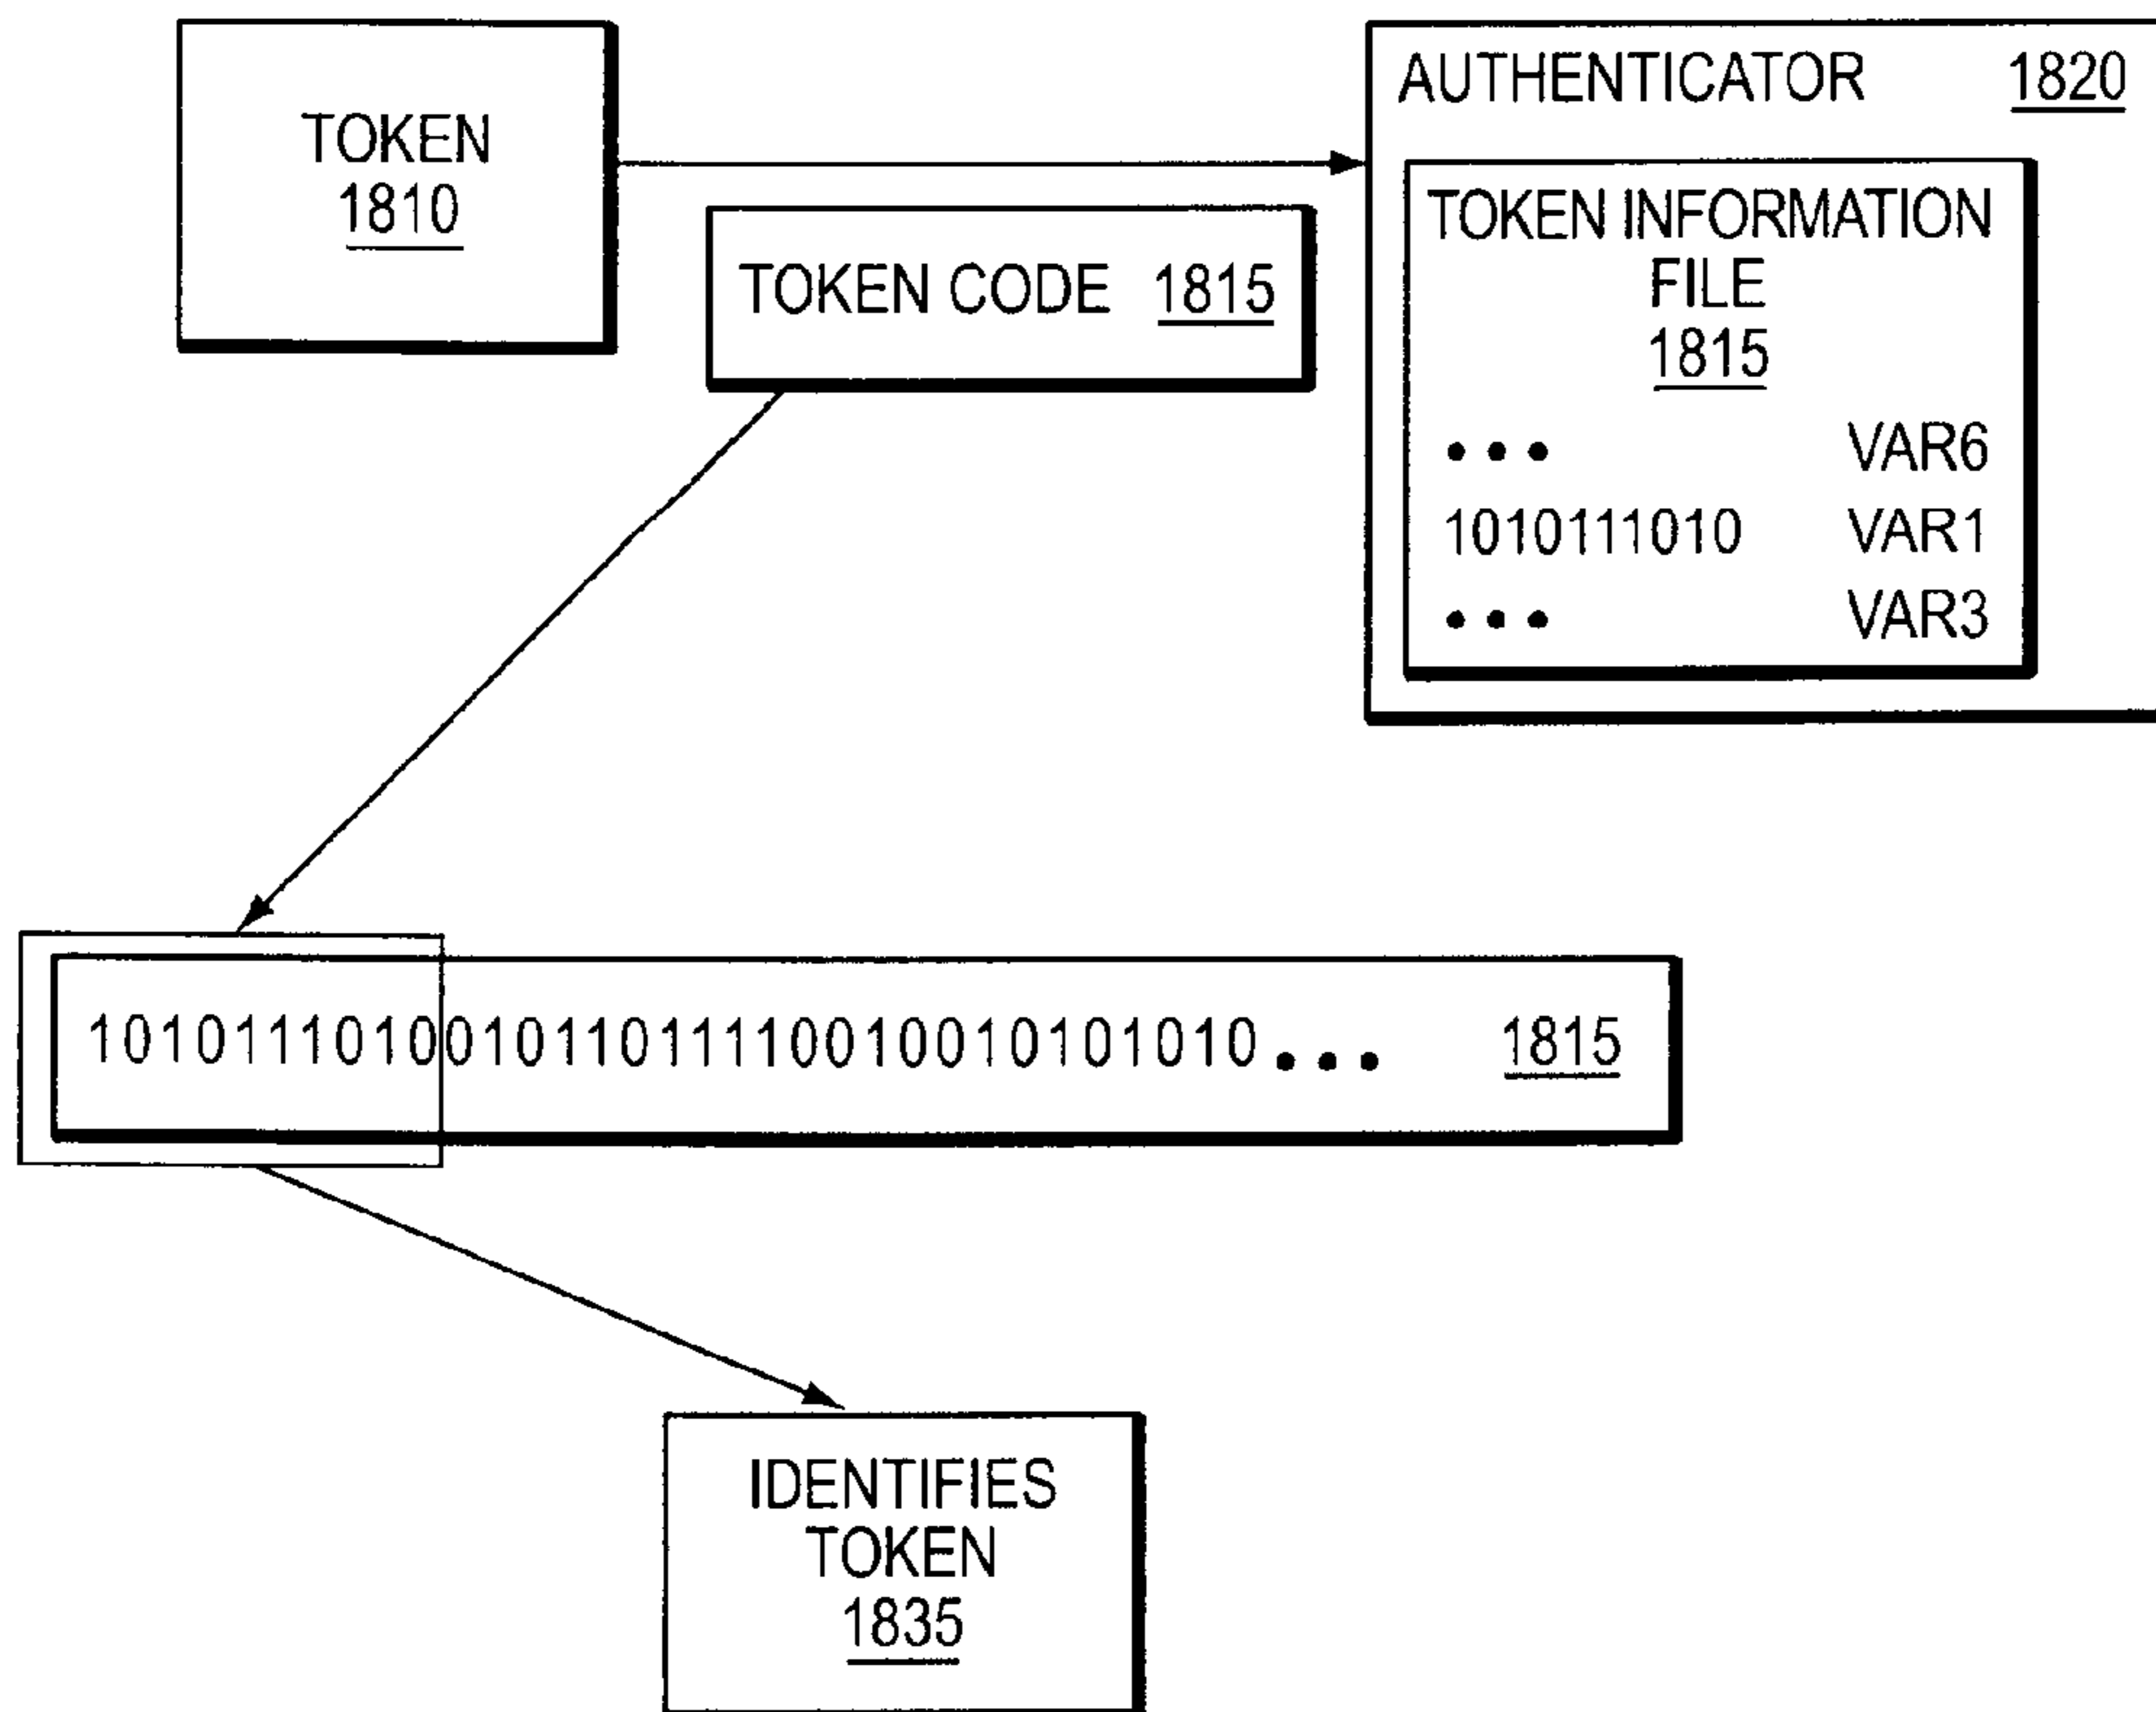 TOKEN
1810
TOKEN CODE 1815
AUTHENTICATOR 1820
TOKEN INFORMATION
FILE
1815
••• VAR6
1010111010 VAR1
••• VAR3
10101110100101101111001001010101010... 1815
IDENTIFIES
TOKEN
1835